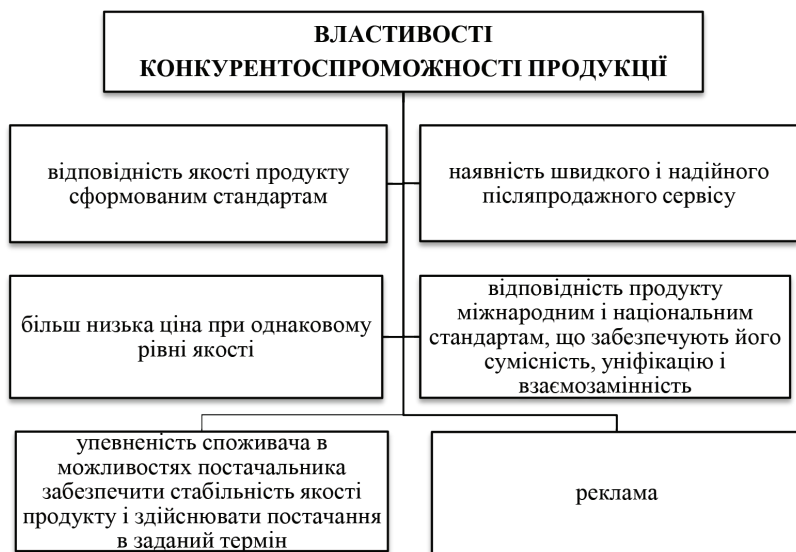 ВЛАСТИВОСТІ
КОНКУРЕНТОСПРОМОЖНОСТІ ПРОДУКЦІЇ
відповідність якості продукту
сформованим стандартам
наявність швидкого і надійного
післяпродажного сервісу
більш низька ціна при однаковому
рівні якості
відповідність продукту
міжнародним і національним
стандартам, що забезпечують його
сумісність, уніфікацію і
взаємозамінність
упевненість споживача в
можливостях постачальника
забезпечити стабільність якості
продукту і здійснювати постачання
в заданий термін
реклама